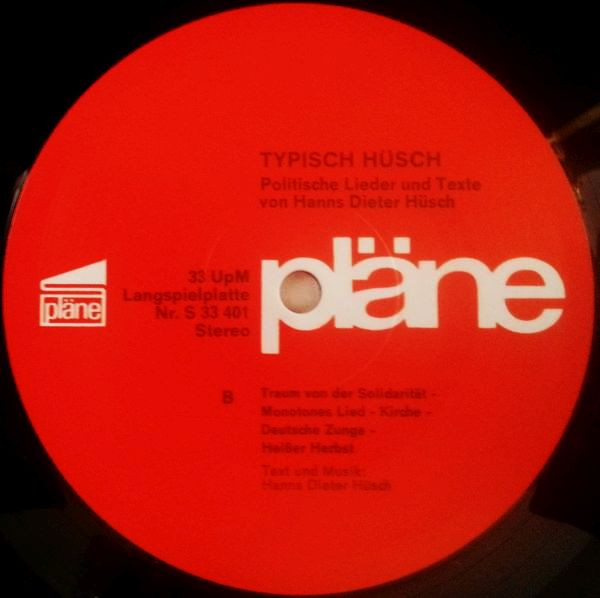 TYPISCH HÜSCH
Politische Lieder und Texte
von Hanns Dieter Hüsch
pläne
33 UpM
Langspielplatte
Nr. S 33 401
Stereo
pläne
B
Traum von der Solidarität -
Monotones Lied - Kirche -
Deutsche Zunge -
Heißer Herbst
Text und Musik:
Hanns Dieter Hüsch